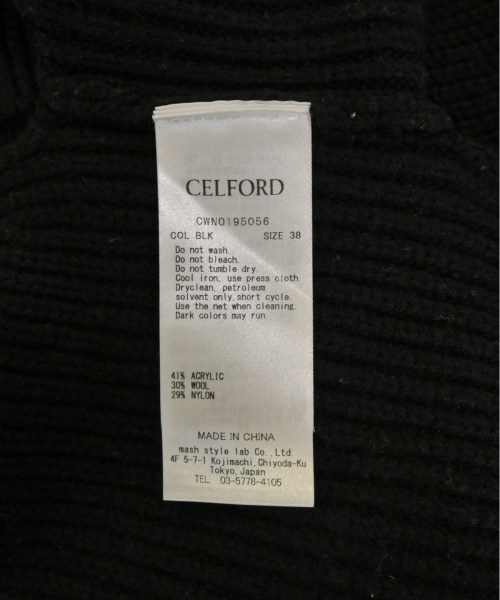 CELFORD
CWNO195056
COL BLK SIZE 38
Do not wash.
Do not bleach.
Do not tumble dry.
Cool iron, use press cloth.
Dryclean, petroleum
solvent only,short cycle.
Use the net when cleaning.
Dark colors may run.
41% ACRYLIC
30% WOOL
29% NYLON
MADE IN CHINA
mash style lab Co.,Ltd.
4F 5-7-1 Kojimachi,Chiyoda-Ku
Tokyo,Japan
TEL 03-5778-4105